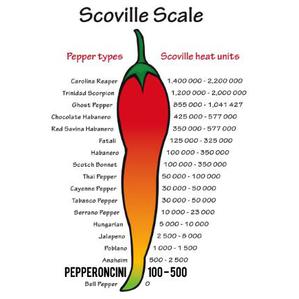 Scoville Scale
Pepper types Scoville heat units
Carolina Reaper 1,400 000 - 2,200 000
Trinidad Scorpion 1,200 000 - 2,000 000
Ghost Pepper 855 000 - 1,041 427
Chocolate Habanero 425 000 - 577 000
Red Savina Habanero 350 000 - 577 000
Fatali 125 000 - 325 000
Habanero 100 000 - 350 000
Scotch Bonnet 100 000 - 350 000
Thai Pepper 50 000 - 100 000
Cayenne Pepper 30 000 - 50 000
Tabasco Pepper 30 000 - 50 000
Serrano Pepper 10 000 - 23 000
Hungarian 5 000 - 10 000
Jalapeno 2 500 - 8 000
Poblano 1 000 - 1 500
Anaheim 500 - 2 500
PEPPERONCINI 100-500
Bell Pepper 0